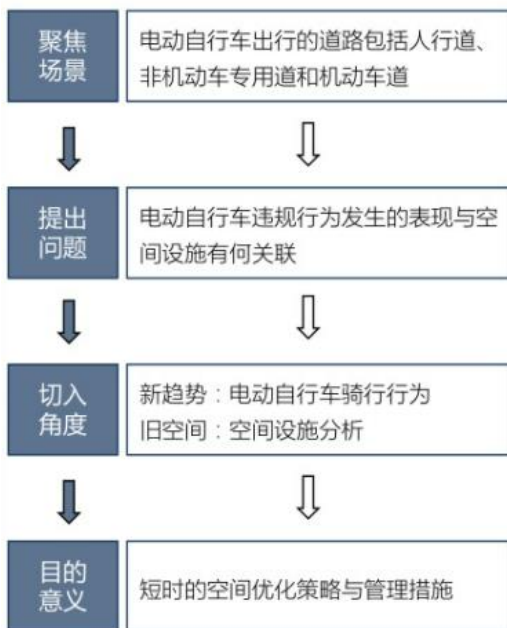 聚焦
场景
电动自行车出行的道路包括人行道、
非机动车专用道和机动车道
提出
问题
电动自行车违规行为发生的表现与空
间设施有何关联
切入
角度
新趋势：电动自行车骑行行为
旧空间：空间设施分析
目的
意义
短时的空间优化策略与管理措施